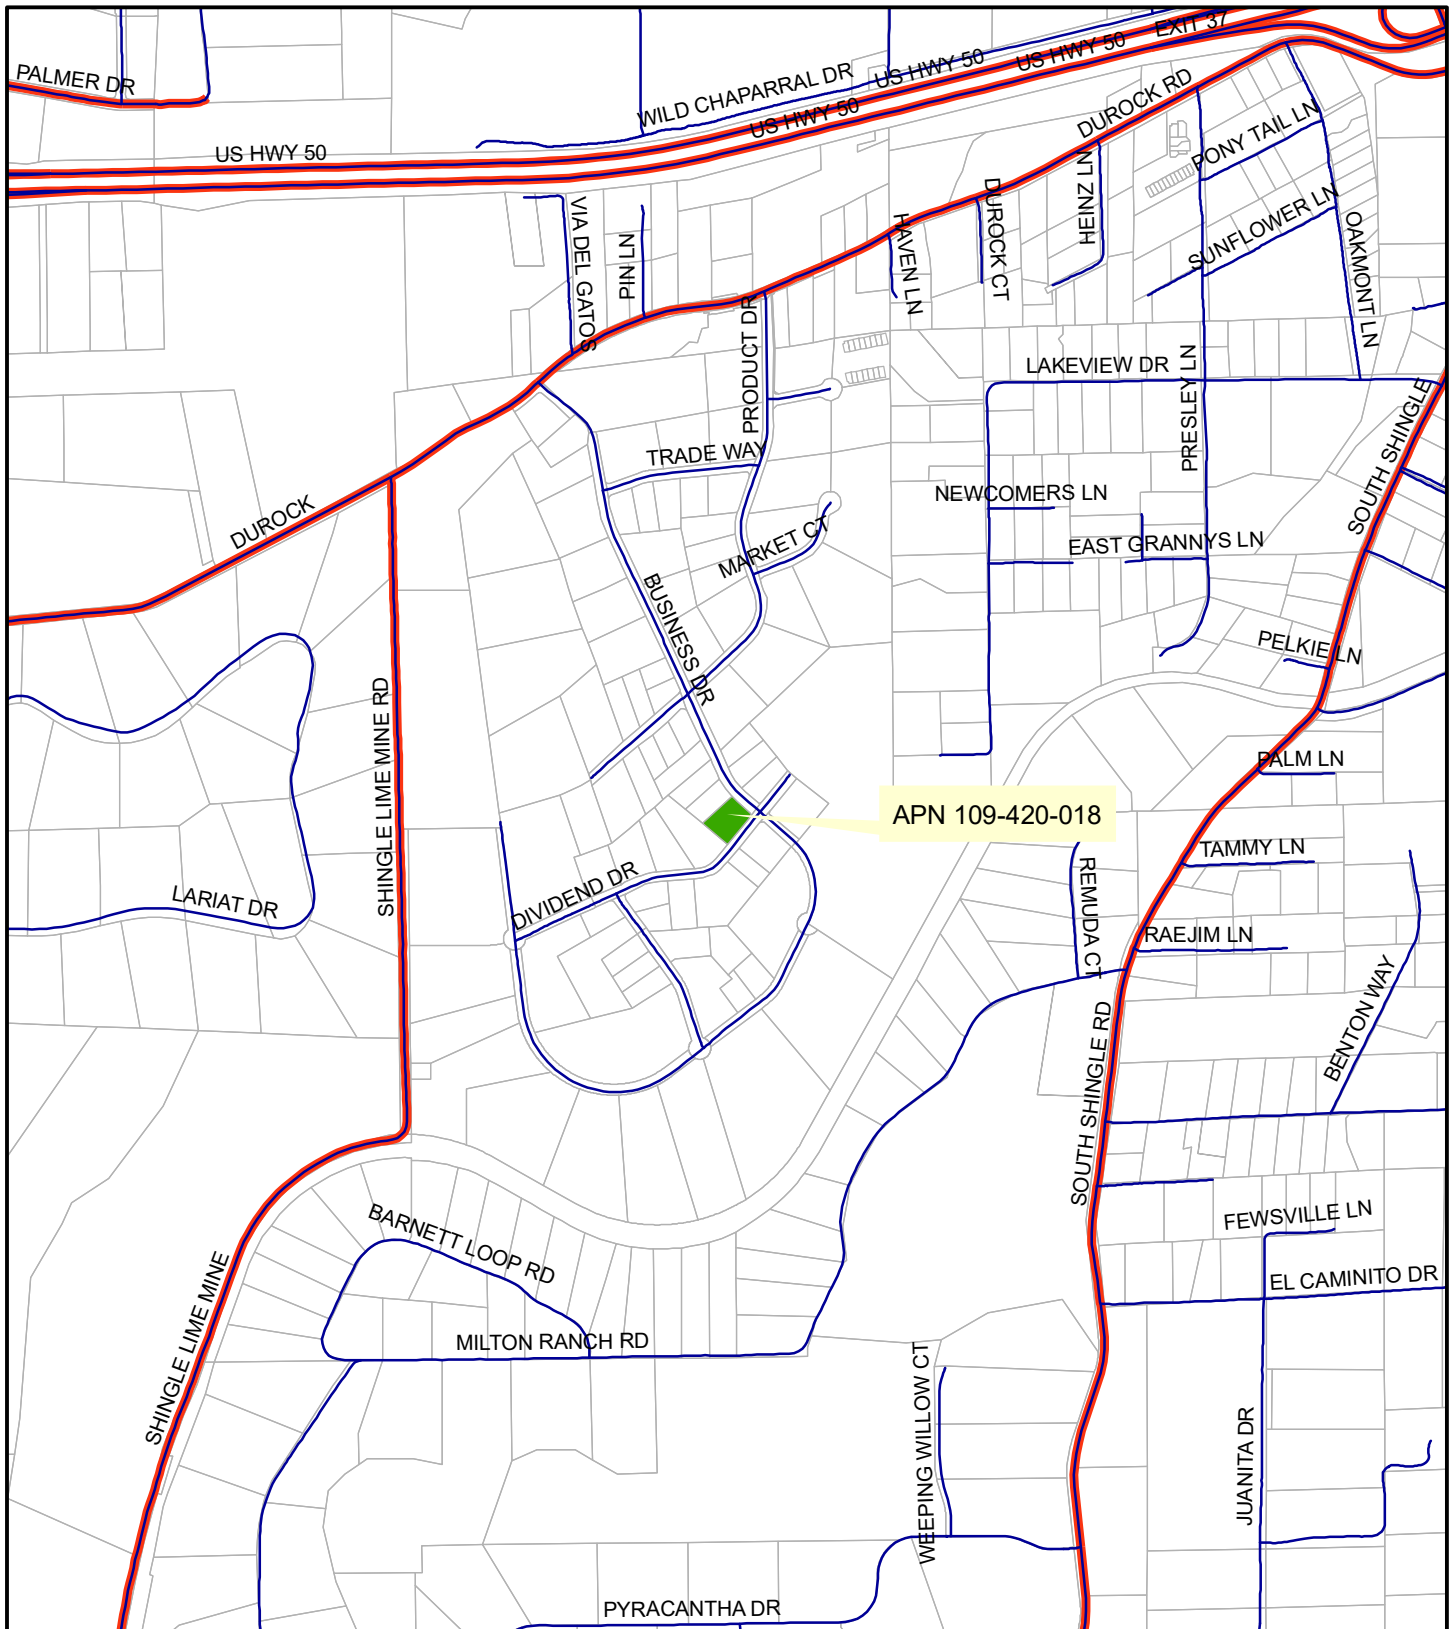 EXIT 37
US HWY 50
US HWY 50
PALMER DR
WILD CHAPARRAL DR
US HWY 50
DUROCK RD
US HWY 50
PONY TAIL LN
HEINZ LN
SUNFLOWER LN
DUROCK CT
HAVEN LN
OAKMONT LN
VIA DEL GATOS
PIN LN
PRODUCT DR
LAKEVIEW DR
PRESLEY LN
SOUTH SHINGLE
TRADE WAY
NEWCOMERS LN
DUROCK
MARKET CT
EAST GRANNYS LN
BUSINESS DR
PELKIE LN
SHINGLE LIME MINE RD
PALM LN
APN 109-420-018
TAMMY LN
LARIAT DR
DIVIDEND DR
REMUDA CT
RAEJIM LN
BENTON WAY
SOUTH SHINGLE RD
FEWSVILLE LN
BARNETT LOOP RD
EL CAMINITO DR
SHINGLE LIME MINE
MILTON RANCH RD
WEEPING WILLOW CT
JUANITA DR
PYRACANTHA DR